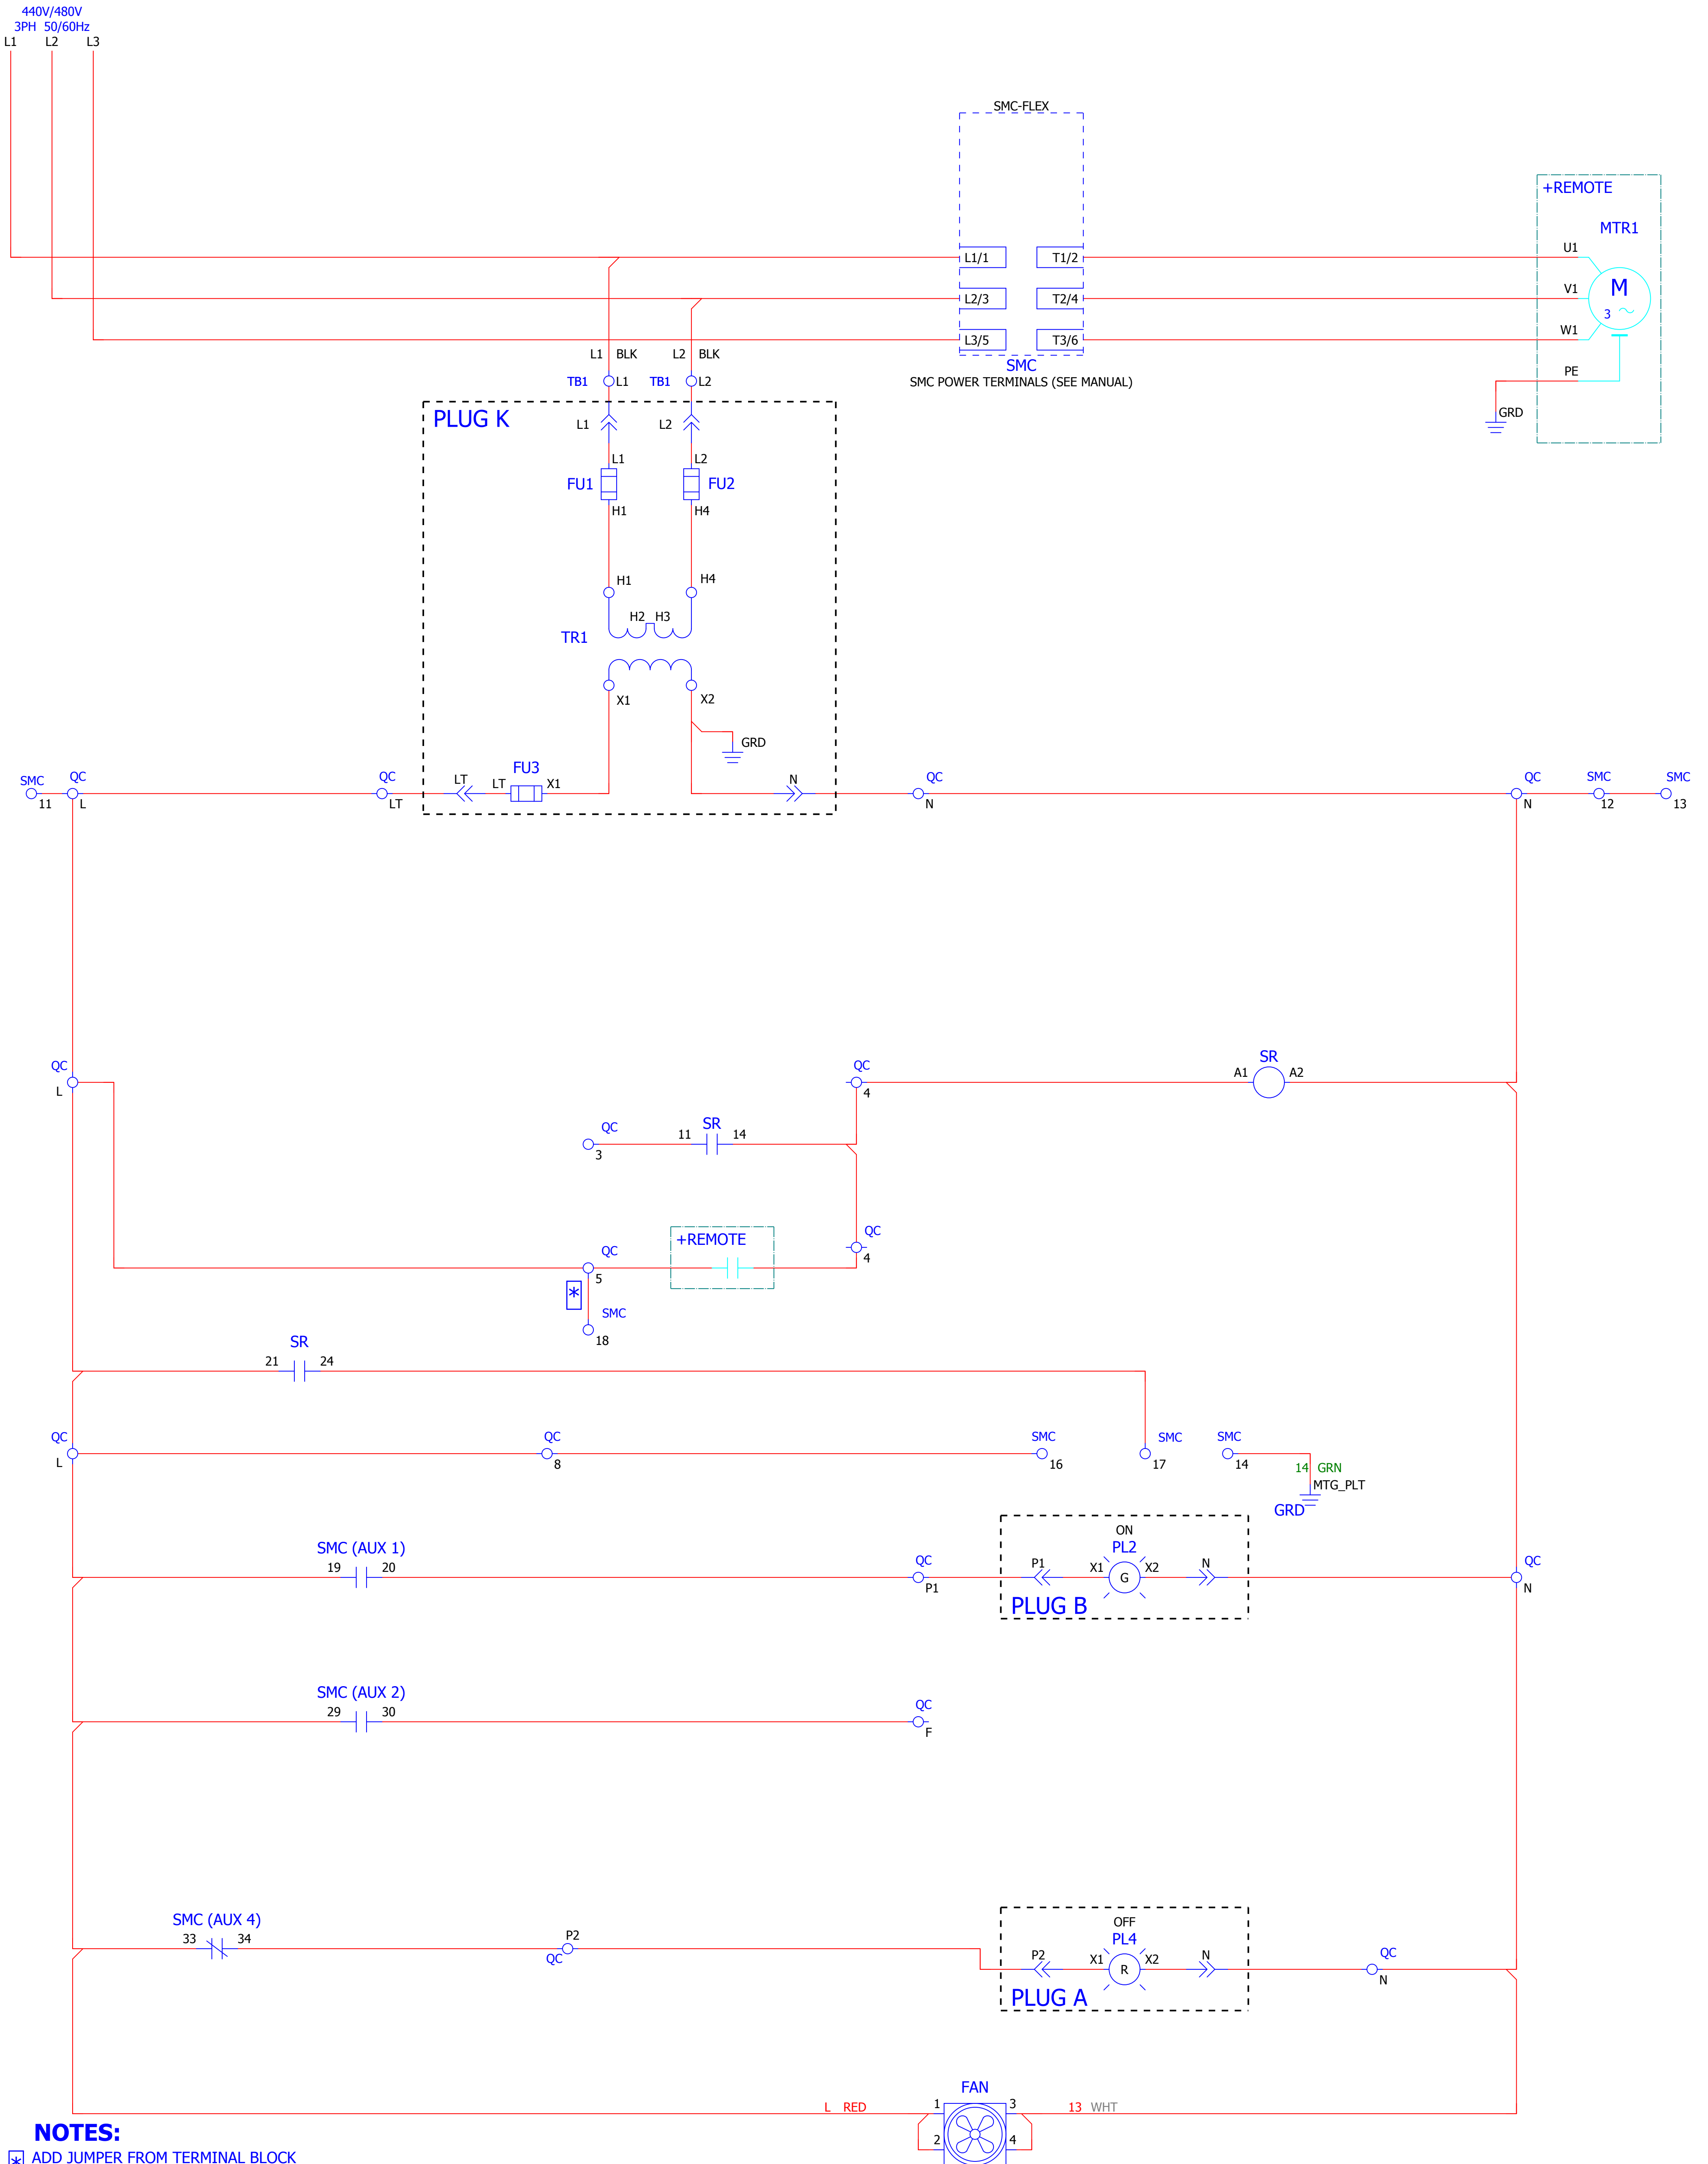 440V/480V
3PH 50/60Hz
L1 L2 L3
SMC-FLEX
+REMOTE
MTR1
L1/1 T1/2 U1
L2/3 T2/4 V1
M
3
L3/5 T3/6 W1
L1 BLK L2 BLK
SMC
PE
TB1 L1 TB1 L2
SMC POWER TERMINALS (SEE MANUAL)
GRD
PLUG K
L1 L2
L1 L2
FU1 FU2
H1 H4
H1 H4
H2 H3
TR1
X1 X2
GRD
FU3
SMC QC QC LT LT X1 N QC QC SMC SMC
11 L LT N N 12 13
SR
QC QC A1 A2
L 4
SR
QC 11 14
3
QC
+REMOTE
QC 4
5
*
SMC
18
SR
21 24
QC QC SMC SMC SMC
L 8 16 17 14
14 GRN
MTG_PLT
GRD
ON
SMC (AUX 1) PL2
19 20 QC P1 X1 G X2 N QC
P1 N
PLUG B
SMC (AUX 2)
29 30 QC
F
SMC (AUX 4) OFF
33 34 P2 PL4
QC P2 X1 R X2 N QC
N
PLUG A
FAN
L RED 1 3 13 WHT
2 4
NOTES:
* ADD JUMPER FROM TERMINAL BLOCK